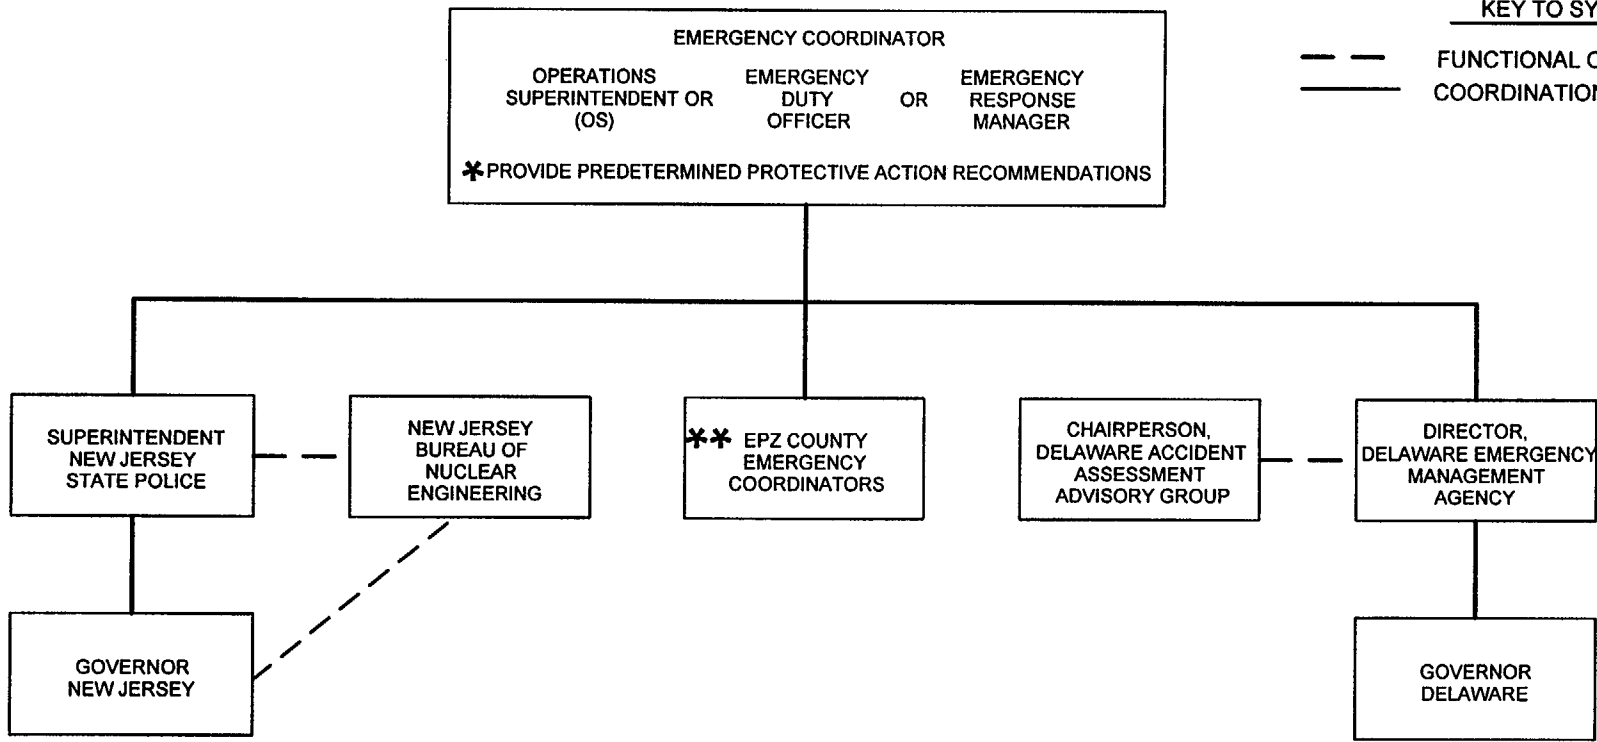 KEY TO SY
EMERGENCY COORDINATOR
OPERATIONS SUPERINTENDENT OR (OS)
EMERGENCY DUTY OFFICER
OR
EMERGENCY RESPONSE MANAGER
*PROVIDE PREDETERMINED PROTECTIVE ACTION RECOMMENDATIONS
FUNCTIONAL C
COORDINATION
SUPERINTENDENT
NEW JERSEY
STATE POLICE
NEW JERSEY
BUREAU OF
NUCLEAR
ENGINEERING
** EPZ COUNTY
EMERGENCY
COORDINATORS
CHAIRPERSON,
DELAWARE ACCIDENT
ASSESSMENT
ADVISORY GROUP
DIRECTOR,
DELAWARE EMERGENCY
MANAGEMENT
AGENCY
GOVERNOR
NEW JERSEY
GOVERNOR
DELAWARE